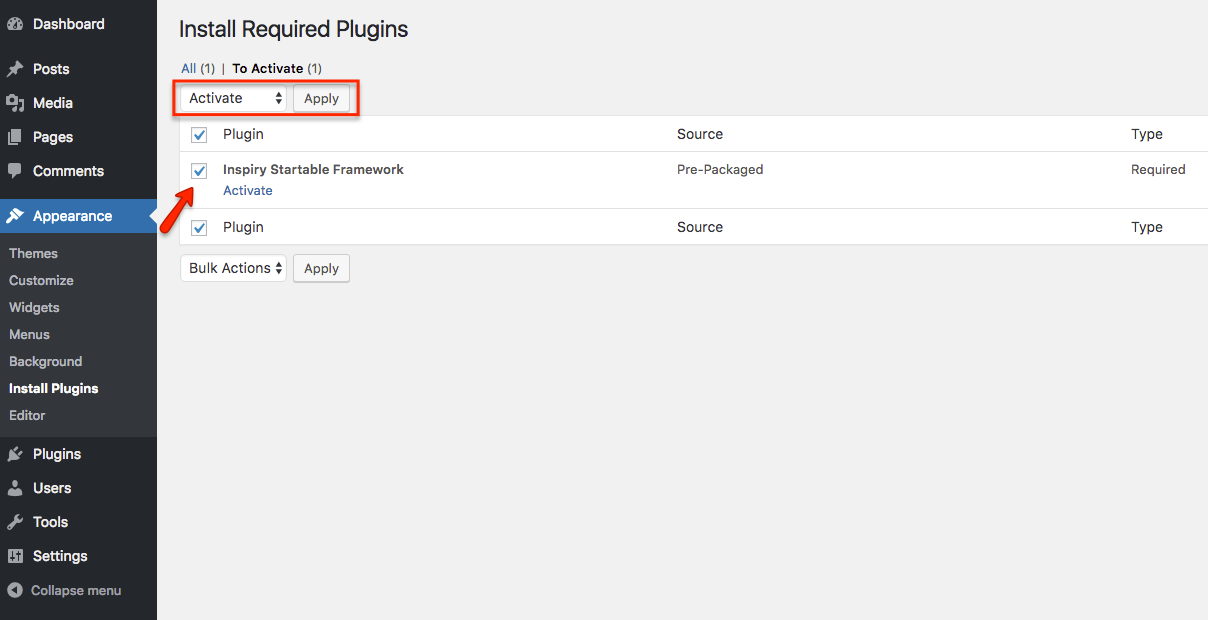 Dashboard
Posts
Media
Pages
Comments
Appearance
Themes
Customize
Widgets
Menus
Background
Install Plugins
Editor
Plugins
Users
Tools
Settings
Collapse menu
Install Required Plugins
All (1) | To Activate (1)
Activate Apply
Plugin Source Type
Inspiry Startable Framework Pre-Packaged Required
Activate
Plugin Source Type
Bulk Actions Apply